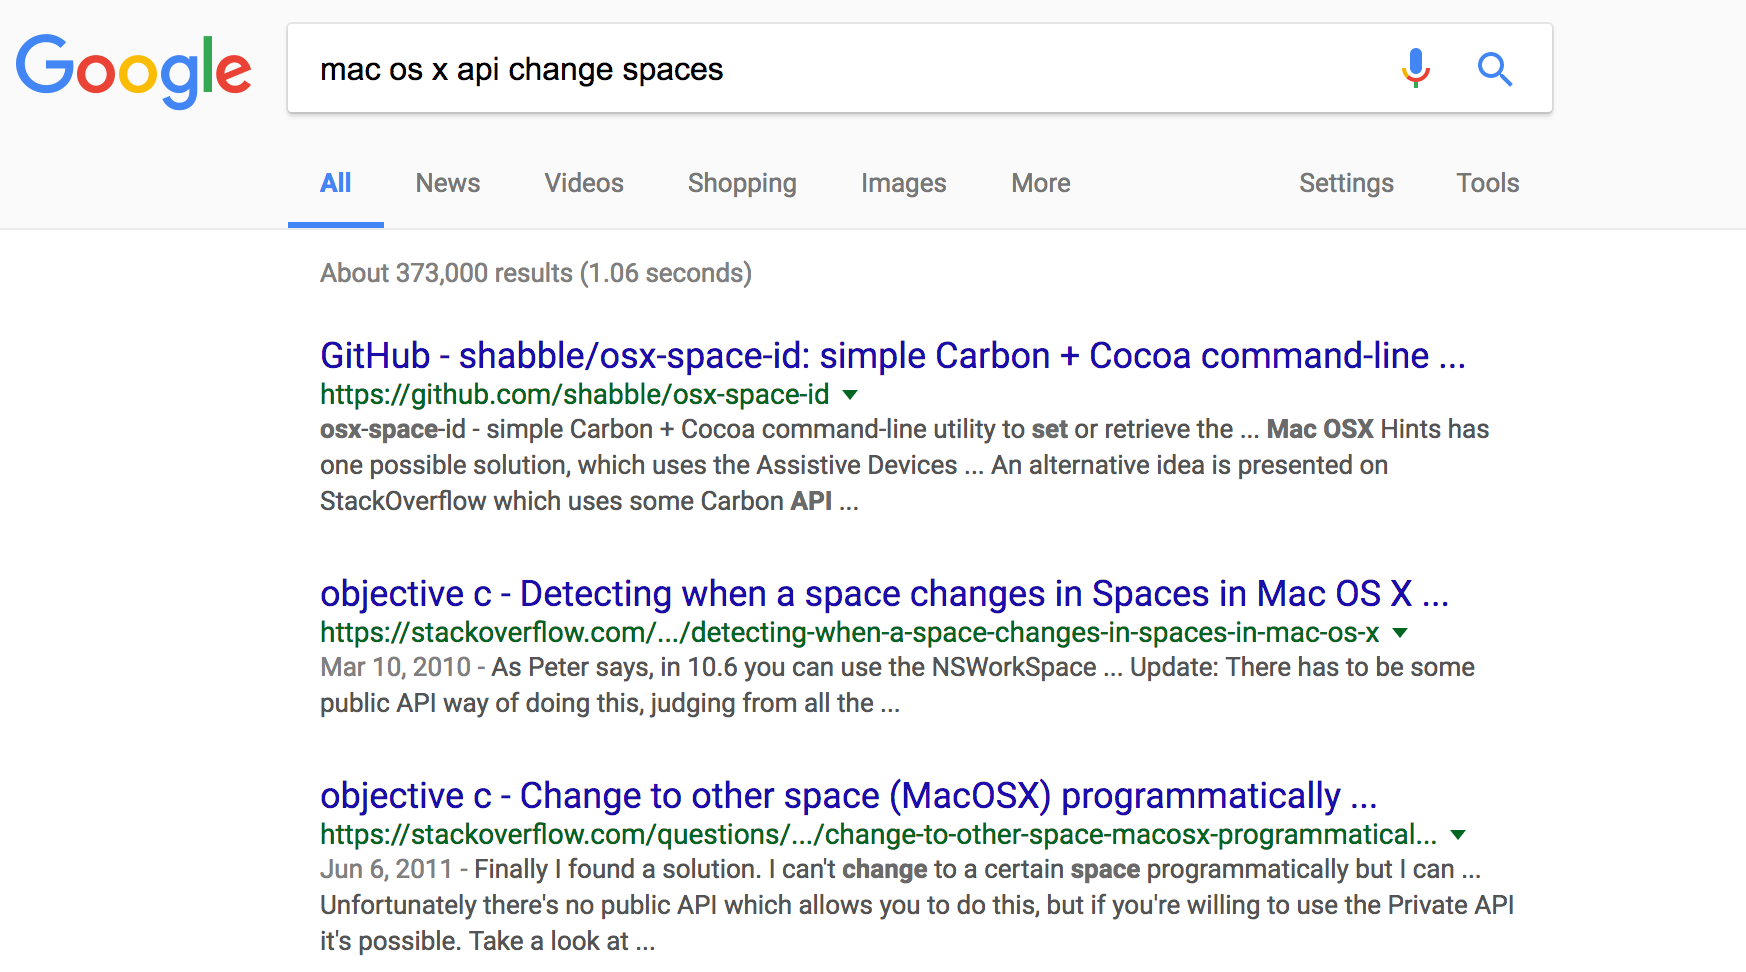 Google
mac os x api change spaces
All News Videos Shopping Images More Settings Tools
About 373,000 results (1.06 seconds)
GitHub - shabble/osx-space-id: simple Carbon + Cocoa command-line ...
https://github.com/shabble/osx-space-id
osx-space-id - simple Carbon + Cocoa command-line utility to set or retrieve the ... Mac OSX Hints has
one possible solution, which uses the Assistive Devices ... An alternative idea is presented on
StackOverflow which uses some Carbon API ...
objective c - Detecting when a space changes in Spaces in Mac OS X ...
https://stackoverflow.com/.../detecting-when-a-space-changes-in-spaces-in-mac-os-x
Mar 10, 2010 - As Peter says, in 10.6 you can use the NSWorkSpace ... Update: There has to be some
public API way of doing this, judging from all the ...
objective c - Change to other space (MacOSX) programmatically ...
https://stackoverflow.com/questions/.../change-to-other-space-macosx-programmatical...
Jun 6, 2011 - Finally I found a solution. I can't change to a certain space programmatically but I can ...
Unfortunately there's no public API which allows you to do this, but if you're willing to use the Private API
it's possible. Take a look at ...